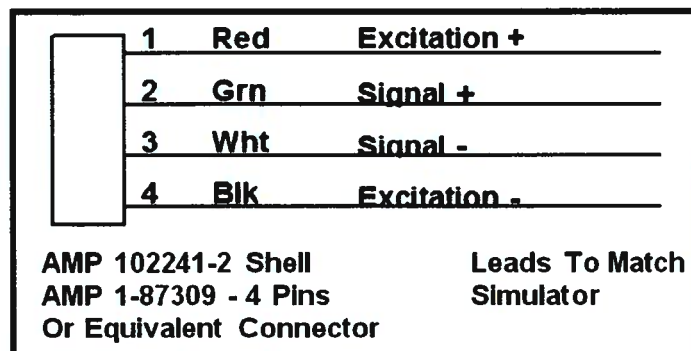 1 Red Excitation +
2 Grn Signal +
3 Wht Signal -
4 Blk Excitation -
AMP 102241-2 Shell Leads To Match
AMP 1-87309 - 4 Pins Simulator
Or Equivalent Connector